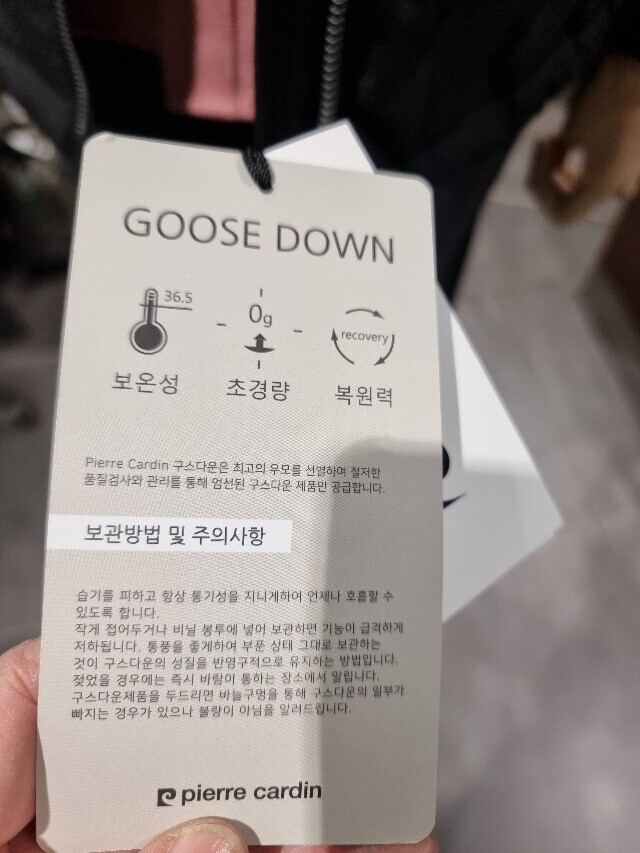 GOOSE DOWN
36.5
0g
recovery
보온성
초경량
복원력
Pierre Cardin 구스다운은 최고의 우모를 선별하여 철저한
품질검사와 관리를 통해 엄선된 구스다운 제품만 공급합니다.
보관방법 및 주의사항
습기를 피하고 항상 통기성을 지니게하여 언제나 호흡할 수
있도록 합니다.
작게 접어두거나 비닐 봉투에 넣어 보관하면 기능이 급격하게
저하됩니다. 통풍을 좋게하여 부푼 상태 그대로 보관하는
것이 구스다운의 성질을 반영구적으로 유지하는 방법입니다.
젖었을 경우에는 즉시 바람이 통하는 장소에서 말립니다.
구스다운제품을 두드리면 바늘구멍을 통해 구스다운의 일부가
빠지는 경우가 있으나 불량이 아님을 알려드립니다.
pierre cardin